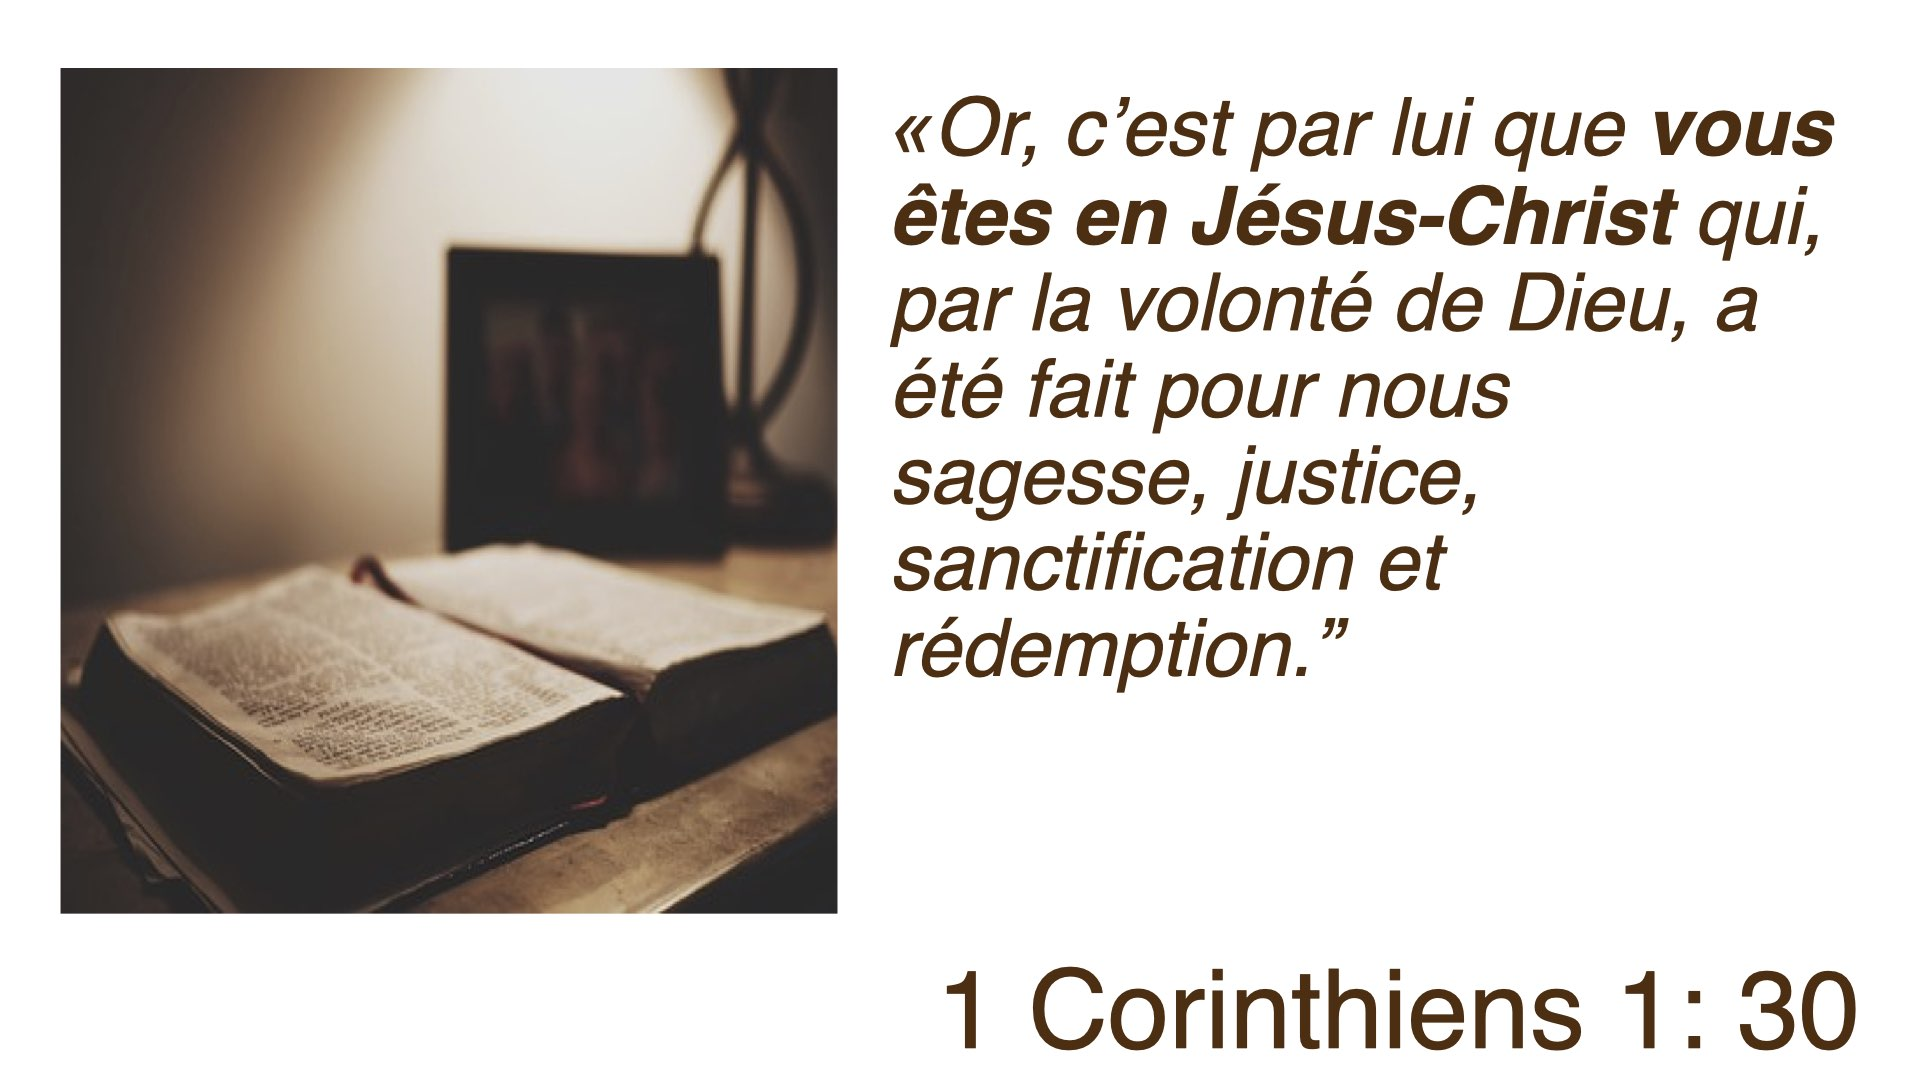 «Or, c’est par lui que vous
êtes en Jésus-Christ qui,
par la volonté de Dieu, a
été fait pour nous
sagesse, justice,
sanctification et
rédemption.”
1 Corinthiens 1: 30